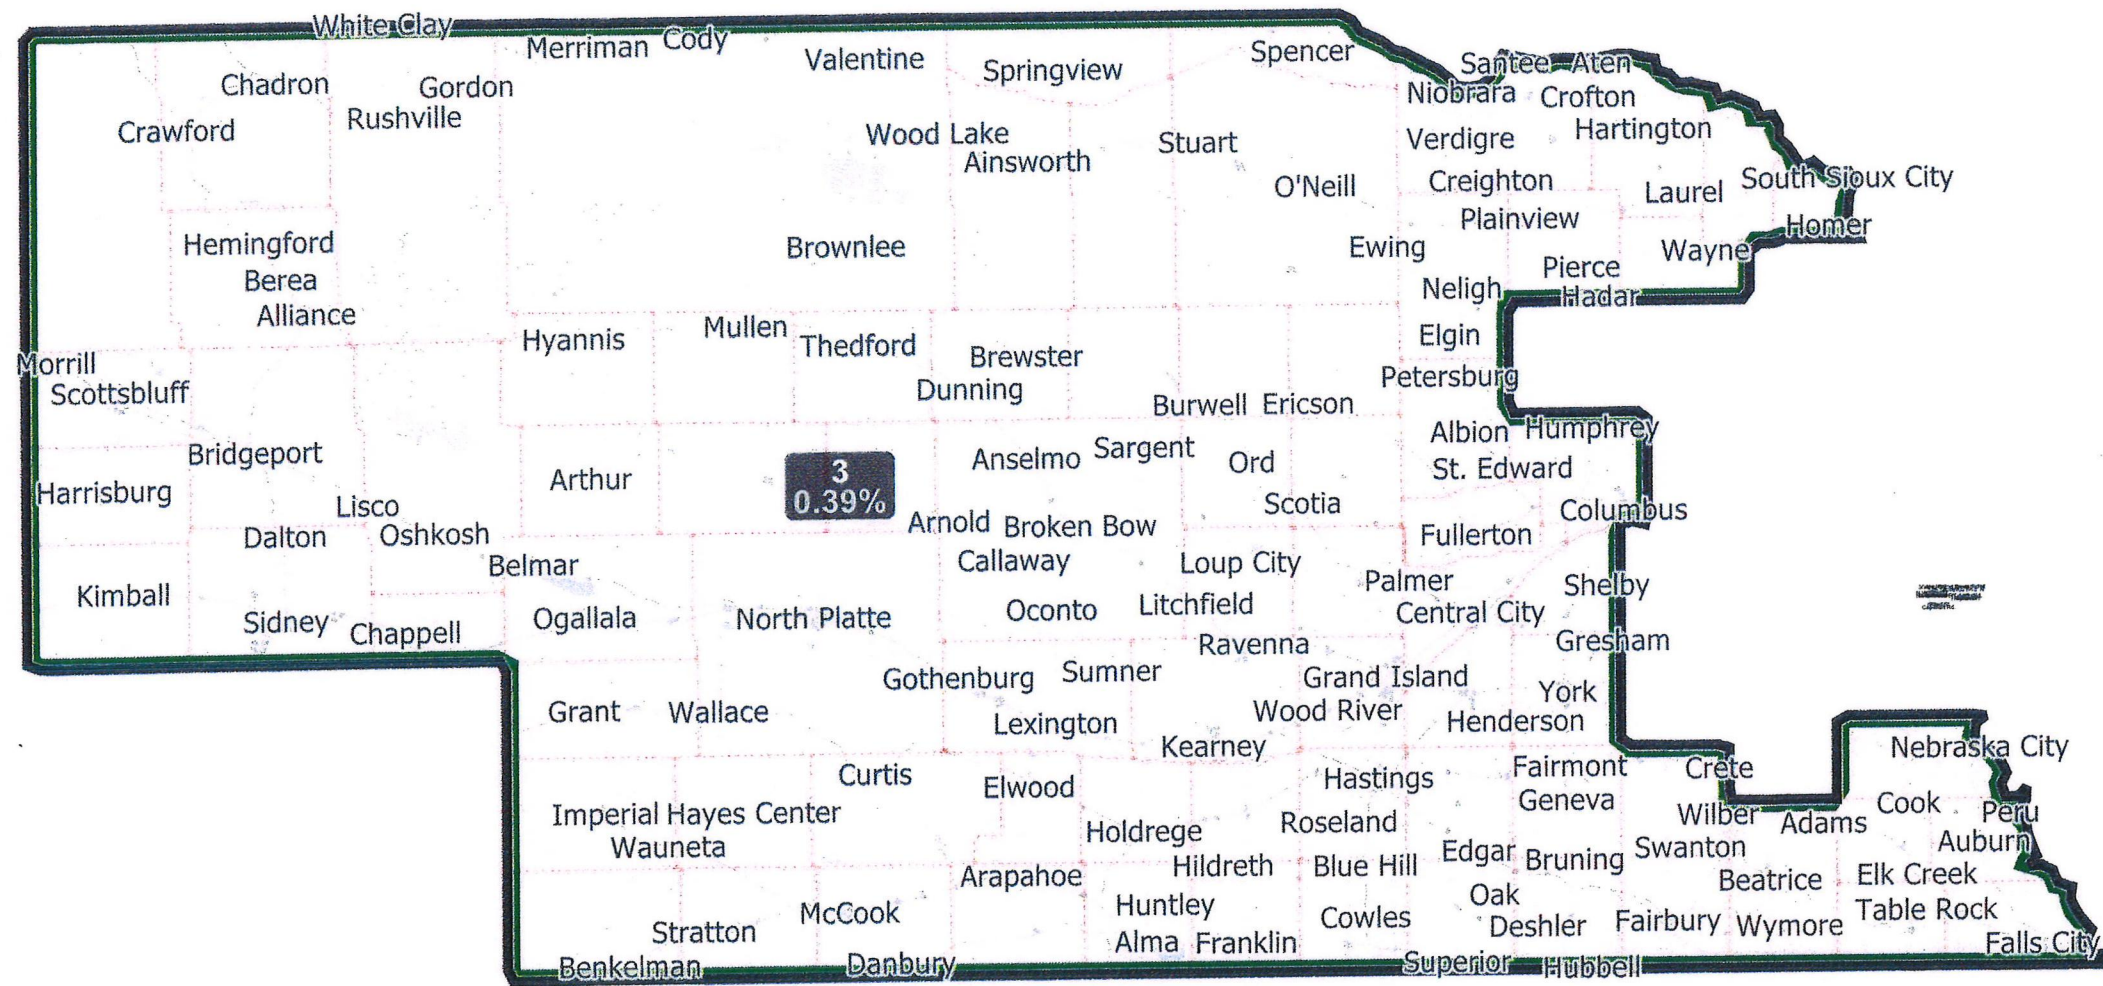 White Clay
Merriman
Cody
Valentine
Springview
Spencer
Santee
Aten
Chadron
Gordon
Rushville
Niobrara
Crofton
Crawford
Wood Lake
Ainsworth
Stuart
Verdigre
Hartington
O'Neill
Creighton
Laurel
South Sioux City
Plainview
Homer
Hemingford
Brownlee
Ewing
Wayne
Berea
Pierce
Alliance
Neligh
Hadar
Hyannis
Mullen
Thedford
Elgin
Morrill
Brewster
Scottsbluff
Dunning
Petersburg
Burwell
Ericson
Bridgeport
Anselmo
Sargent
Albion
Humphrey
Harrisburg
Arthur
3
0.39%
Ord
St. Edward
Lisco
Scotia
Columbus
Dalton
Oshkosh
Arnold
Broken Bow
Fullerton
Belmar
Callaway
Loup City
Palmer
Shelby
Kimball
Sidney
Chappell
Ogallala
North Platte
Oconto
Litchfield
Central City
Ravenna
Gresham
Gothenburg
Sumner
Grand Island
York
Grant
Wallace
Lexington
Wood River
Henderson
Kearney
Nebraska City
Curtis
Elwood
Hastings
Fairmont
Crete
Imperial
Hayes Center
Geneva
Wilber
Adams
Cook
Peru
Wauneta
Holdrege
Roseland
Edgar
Bruning
Swanton
Auburn
Arapahoe
Hildreth
Blue Hill
Beatrice
Elk Creek
Oak
Table Rock
Stratton
McCook
Huntley
Cowles
Deshler
Fairbury
Wymore
Alma
Franklin
Falls City
Benkelman
Danbury
Superior
Hubbell